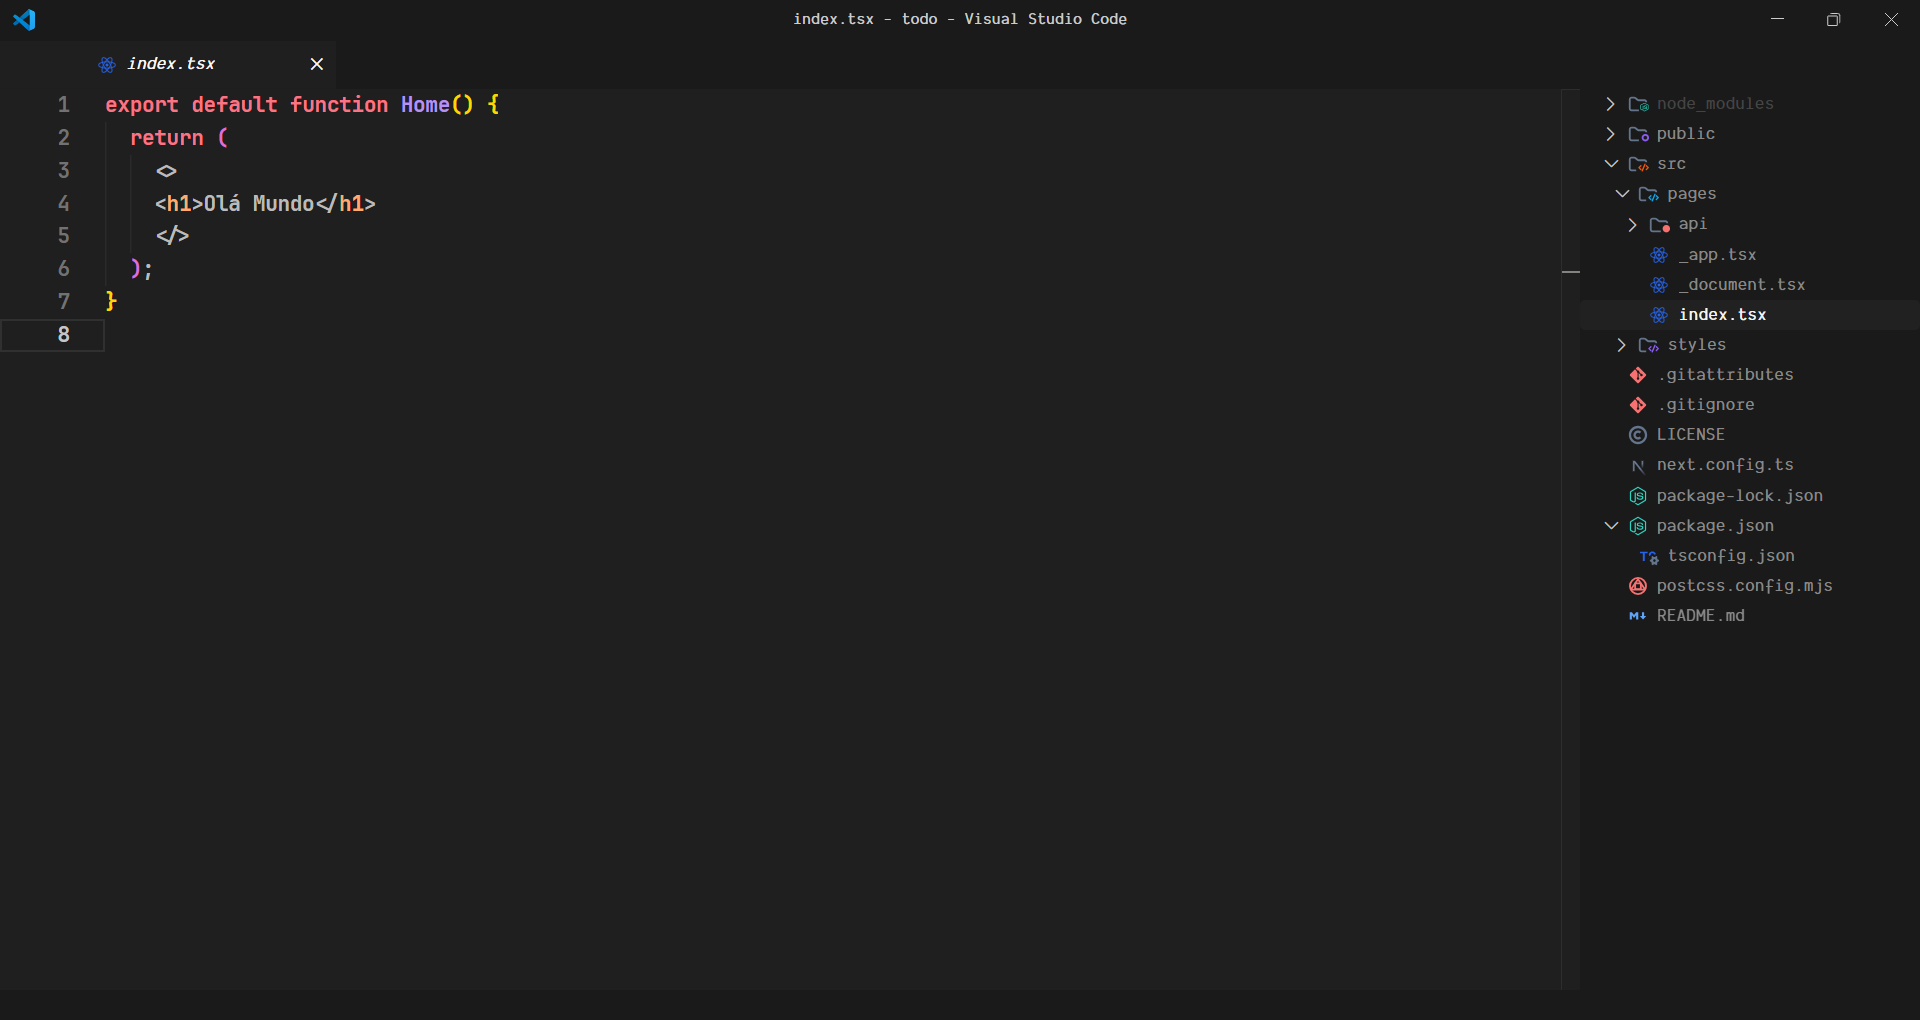 index.tsx - todo - Visual Studio Code
index.tsx
1 export default function Home() {
2 return (
3 <>
4 <h1>Olá Mundo</h1>
5 </>
6 );
7 }
8
node_modules
public
src
pages
api
_app.tsx
_document.tsx
index.tsx
styles
.gitattributes
.gitignore
LICENSE
next.config.ts
package-lock.json
package.json
tsconfig.json
postcss.config.mjs
README.md